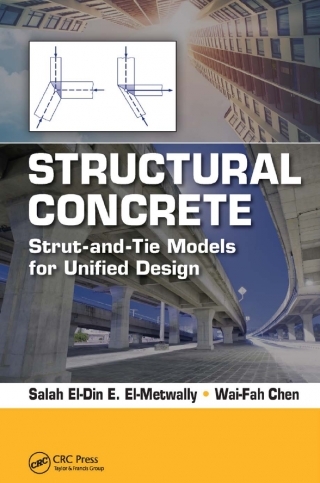 STRUCTURAL
CONCRETE
Strut-and-Tie Models
for Unified Design
Salah El-Din E. El-Metwally • Wai-Fah Chen
CRC
CRC Press
Taylor & Francis Group